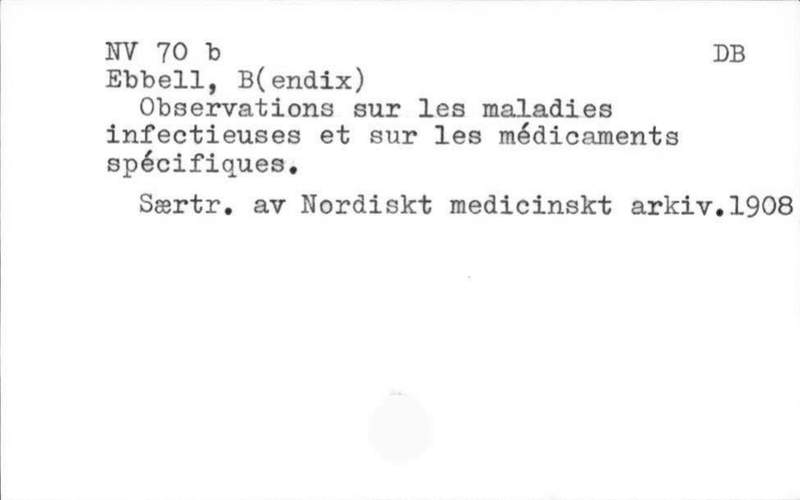 NV 70 b DB
Ebbell, B(endix)
Observations sur les maladies
infectieuses et sur les médicaments
spécifiques.
Særtr. av Nordiskt medicinskt arkiv.1908